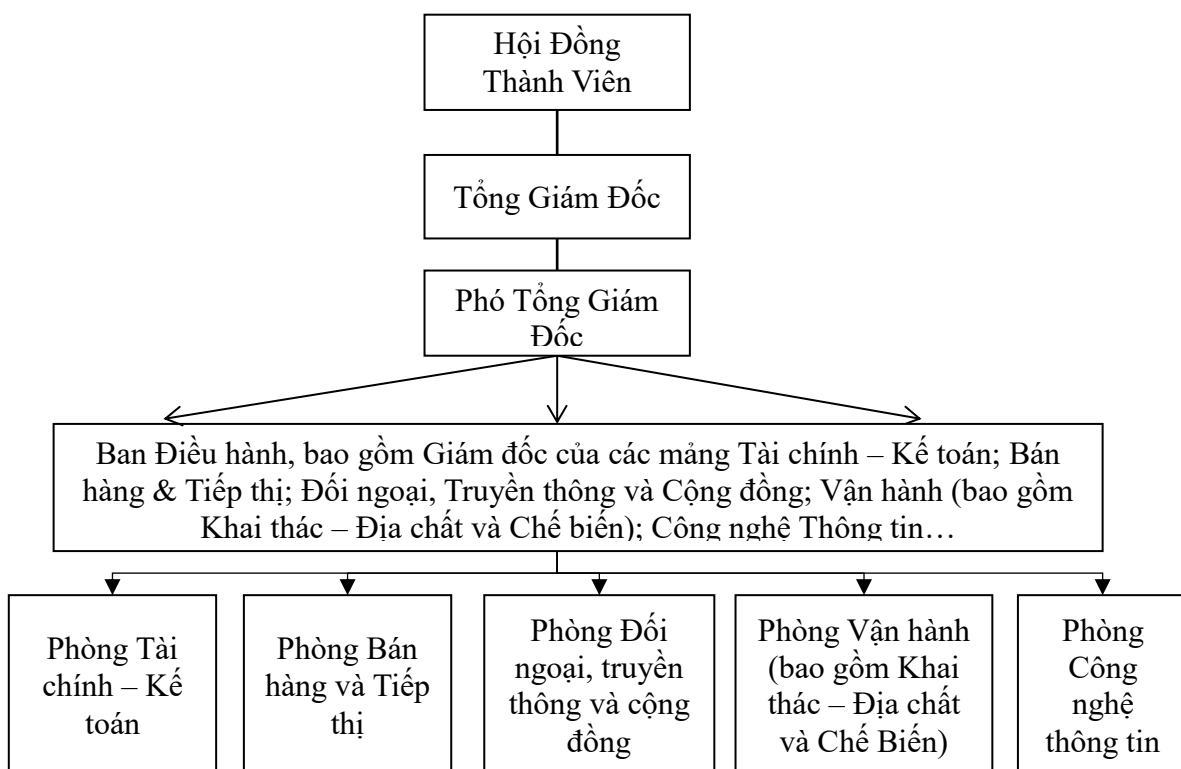 Hội Đồng
Thành Viên
Tổng Giám Đốc
Phó Tổng Giám
Đốc
Ban Điều hành, bao gồm Giám đốc của các mảng Tài chính – Kế toán; Bán
hàng & Tiếp thị; Đối ngoại, Truyền thông và Cộng đồng; Vận hành (bao gồm
Khai thác – Địa chất và Chế biến); Công nghệ Thông tin…
Phòng Tài
chính – Kế
toán
Phòng Bán
hàng và Tiếp
thị
Phòng Đối
ngoại, truyền
thông và cộng
đồng
Phòng Vận hành
(bao gồm Khai
thác – Địa chất
và Chế Biến)
Phòng
Công
nghệ
thông tin